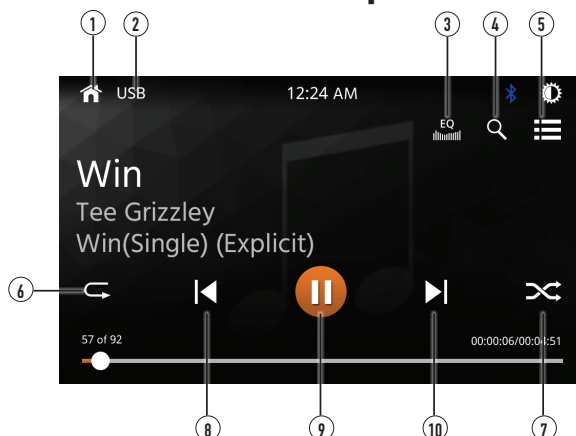 1 2 3 4 5
USB 12:24 AM
EQ
Win
Tee Grizzley
Win(Single) (Explicit)
6
57 of 92 00:00:06/00:04:51
8 9 10 7